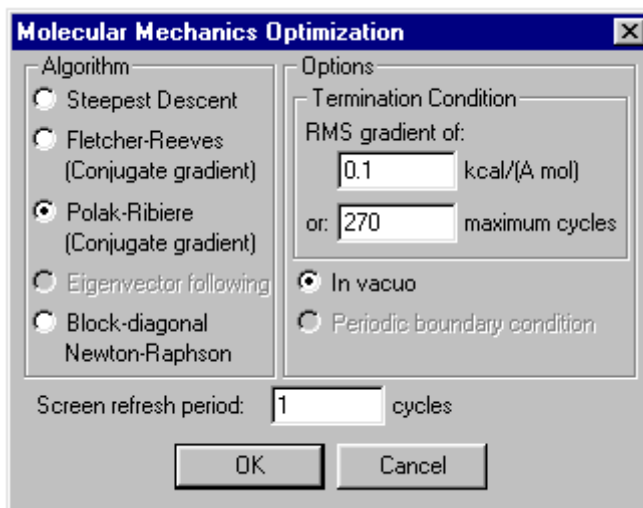 Molecular Mechanics Optimization
Algorithm
Steepest Descent
Fletcher-Reeves
(Conjugate gradient)
Polak-Ribiere
(Conjugate gradient)
Eigenvector following
Block-diagonal
Newton-Raphson
Options
Termination Condition
RMS gradient of:
0.1 kcal/(A mol)
or: 270 maximum cycles
In vacuo
Periodic boundary condition
Screen refresh period: 1 cycles
OK Cancel